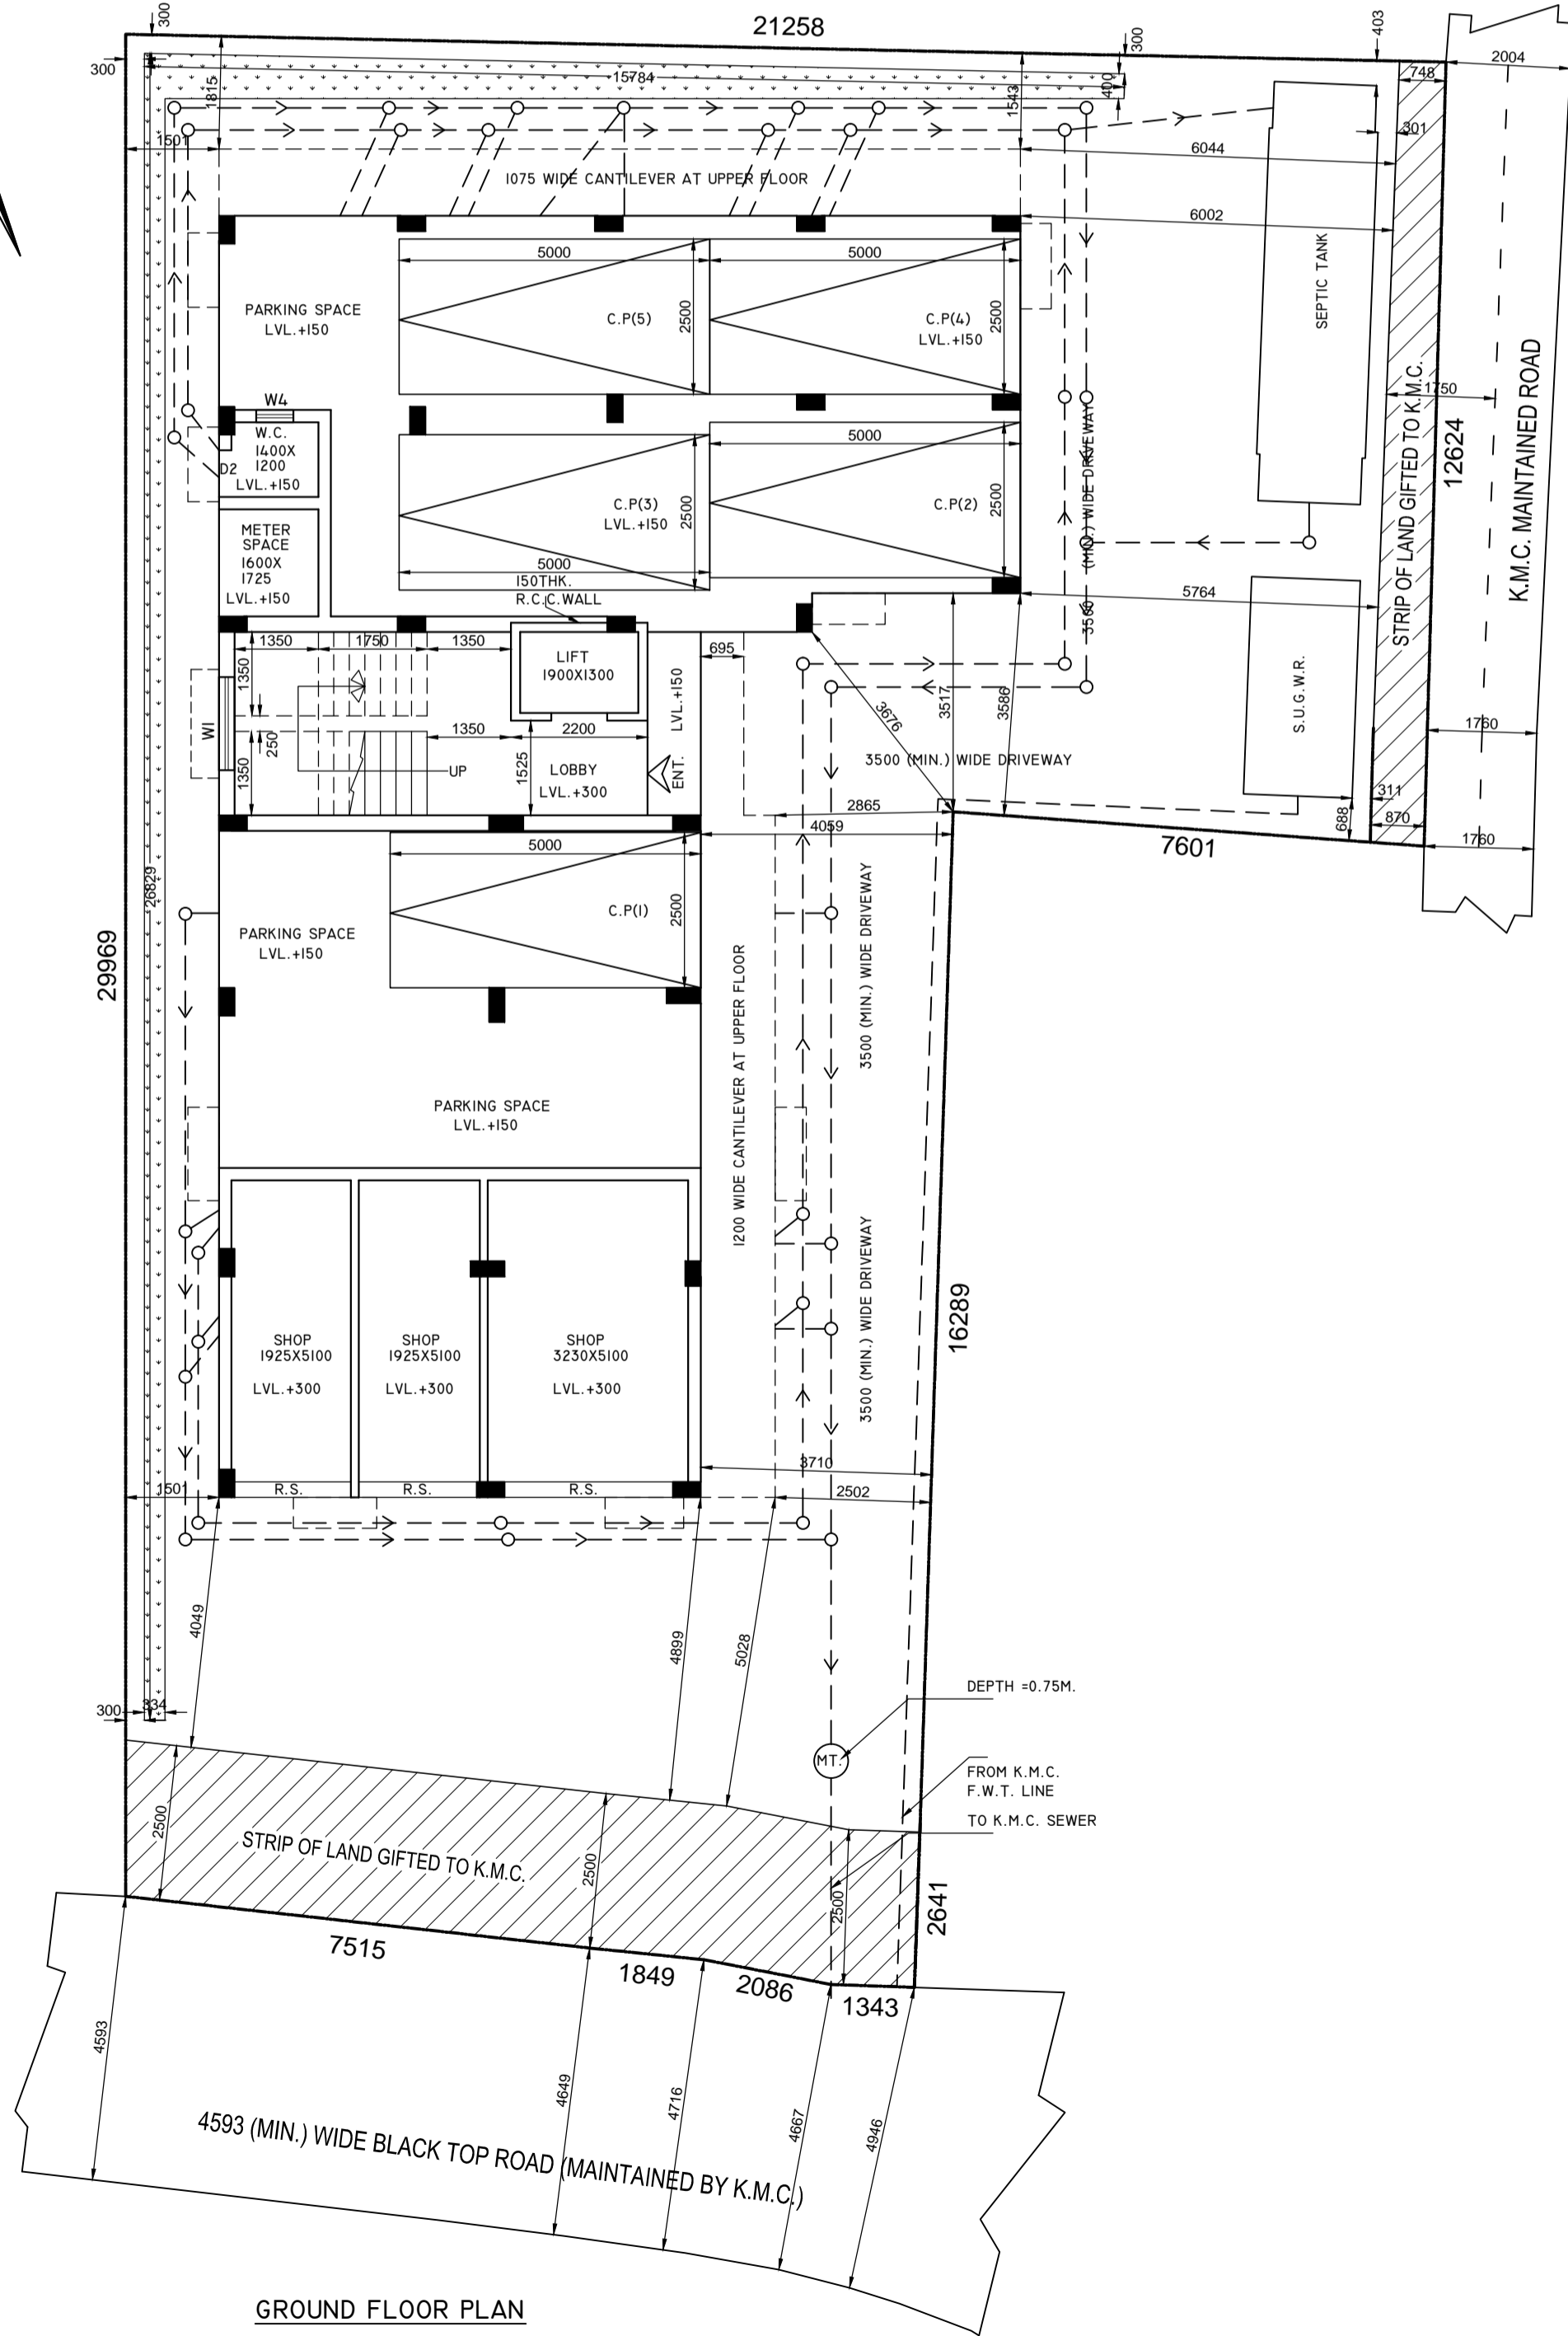 300
21258
300
403
2004
300
15784
748
1815
1543
400
301
1501
6044
1075 WIDE CANTILEVER AT UPPER FLOOR
6002
5000
5000
SEPTIC TANK
PARKING SPACE
LVL.+150
C.P(5)
2500
C.P(4)
LVL.+150
2500
STRIP OF LAND GIFTED TO K.M.C.
1750
12624
K.M.C. MAINTAINED ROAD
W4
W.C.
1400X
1200
LVL.+150
D2
5000
3500 (MIN.) WIDE DRIVEWAY
C.P(3)
LVL.+150
2500
C.P(2)
2500
METER
SPACE
1600X
1725
LVL.+150
5000
150THK.
R.C.C.WALL
5764
1350
1750
1350
695
LIFT
1900X1300
LVL.+150
1350
3676
3517
3586
S.U.G.W.R.
W1
250
1350
1350
2200
1525
UP
LOBBY
LVL.+300
ENT.
3500 (MIN.) WIDE DRIVEWAY
1760
2865
311
688
870
4059
7601
1760
5000
2500
C.P(1)
26829
PARKING SPACE
LVL.+150
29969
1200 WIDE CANTILEVER AT UPPER FLOOR
3500 (MIN.) WIDE DRIVEWAY
PARKING SPACE
LVL.+150
3500 (MIN.) WIDE DRIVEWAY
16289
SHOP
1925X5100
LVL.+300
SHOP
1925X5100
LVL.+300
SHOP
3230X5100
LVL.+300
3710
1501
R.S.
R.S.
R.S.
2502
4049
4899
5028
DEPTH =0.75M.
300
334
MT.
FROM K.M.C.
F.W.T. LINE
TO K.M.C. SEWER
2500
STRIP OF LAND GIFTED TO K.M.C.
2500
2500
2641
7515
1849
2086
1343
4593
4649
4716
4667
4946
4593 (MIN.) WIDE BLACK TOP ROAD (MAINTAINED BY K.M.C.)
GROUND FLOOR PLAN